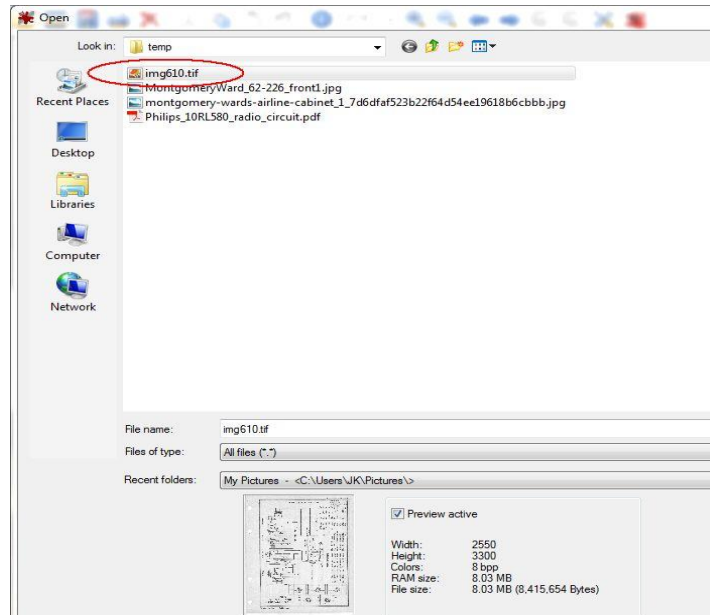 Open
Look in: temp
img610.tif
MontgomeryWard_62-226_front1.jpg
montgomery-wards-airline-cabinet_1_7d6dfaf523b22f64d54ee19618b6cbbb.jpg
Philips_10RL580_radio_circuit.pdf
Recent Places
Desktop
Libraries
Computer
Network
File name: img610.tif
Files of type: All files (*.*)
Recent folders: My Pictures - <C:\Users\JK\Pictures\>
Preview active
Width: 2550
Height: 3300
Colors: 8 bpp
RAM size: 8.03 MB
File size: 8.03 MB (8,415,654 Bytes)